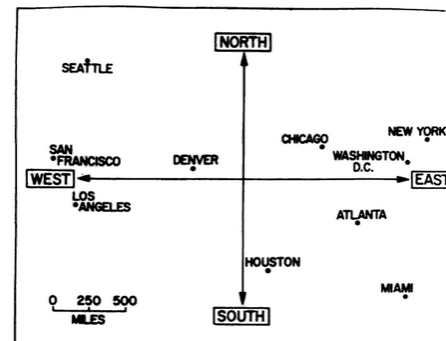 NORTH
SEATTLE
NEW YORK
CHICAGO
SAN
FRANCISCO
DENVER
WASHINGTON
D.C.
WEST
EAST
LOS
ANGELES
ATLANTA
HOUSTON
MIAMI
0 250 500
MILES
SOUTH